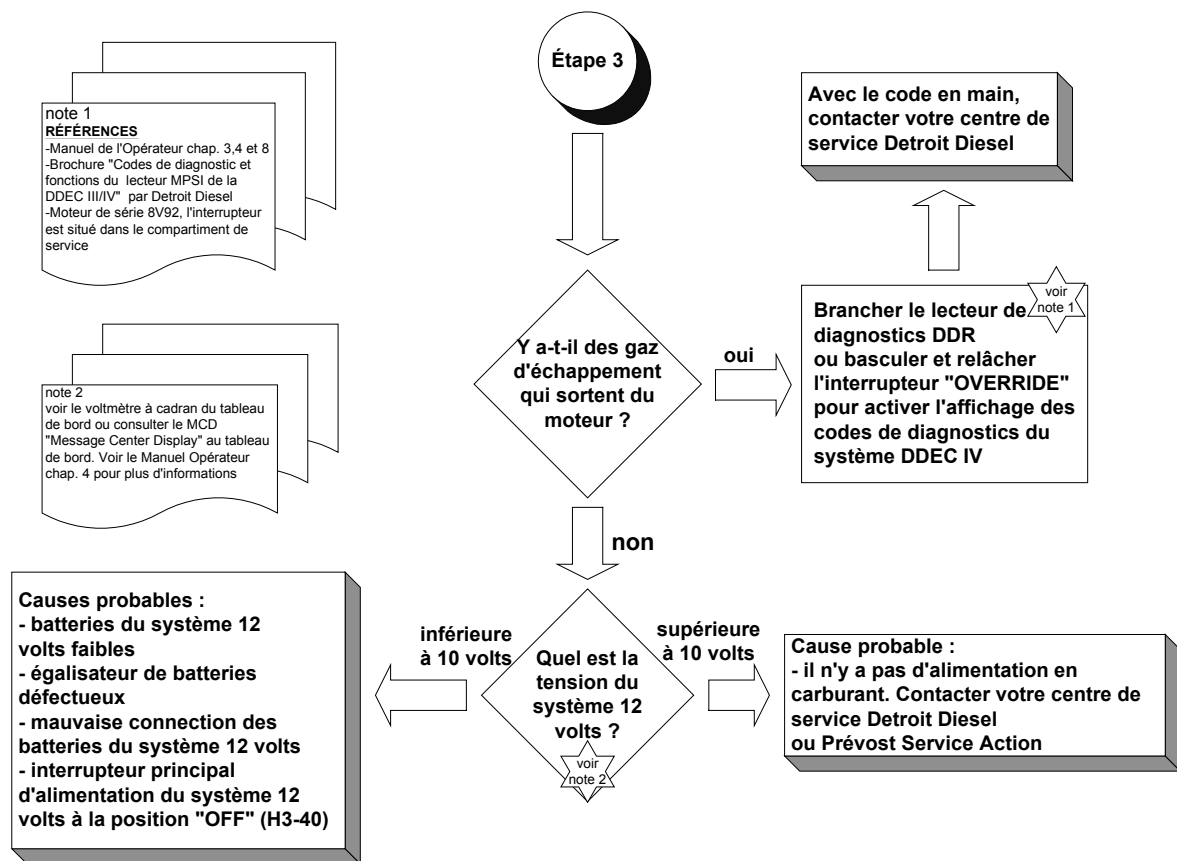 Étape 3
note 1
RÉFÉRENCES
-Manuel de l'Opérateur chap. 3,4 et 8
-Brochure "Codes de diagnostic et
fonctions du lecteur MPSI de la
DDEC III/IV" par Detroit Diesel
-Moteur de série 8V92, l'interrupteur
est situé dans le compartiment de
service
Avec le code en main,
contacter votre centre de
service Detroit Diesel
voir
note 1
Brancher le lecteur de
diagnostics DDR
ou basculer et relâcher
l'interrupteur "OVERRIDE"
pour activer l'affichage des
codes de diagnostics du
système DDEC IV
Y a-t-il des gaz
d'échappement
qui sortent du
moteur ?
oui
note 2
voir le voltmètre à cadran du tableau
de bord ou consulter le MCD
"Message Center Display" au tableau
de bord. Voir le Manuel Opérateur
chap. 4 pour plus d'informations
non
Causes probables :
- batteries du système 12
volts faibles
- égalisateur de batteries
défectueux
- mauvaise connection des
batteries du système 12 volts
- interrupteur principal
d'alimentation du système 12
volts à la position "OFF" (H3-40)
inférieure
à 10 volts
Quel est la
tension du
système 12
volts ?
voir
note 2
supérieure
à 10 volts
Cause probable :
- il n'y a pas d'alimentation en
carburant. Contacter votre centre de
service Detroit Diesel
ou Prévost Service Action